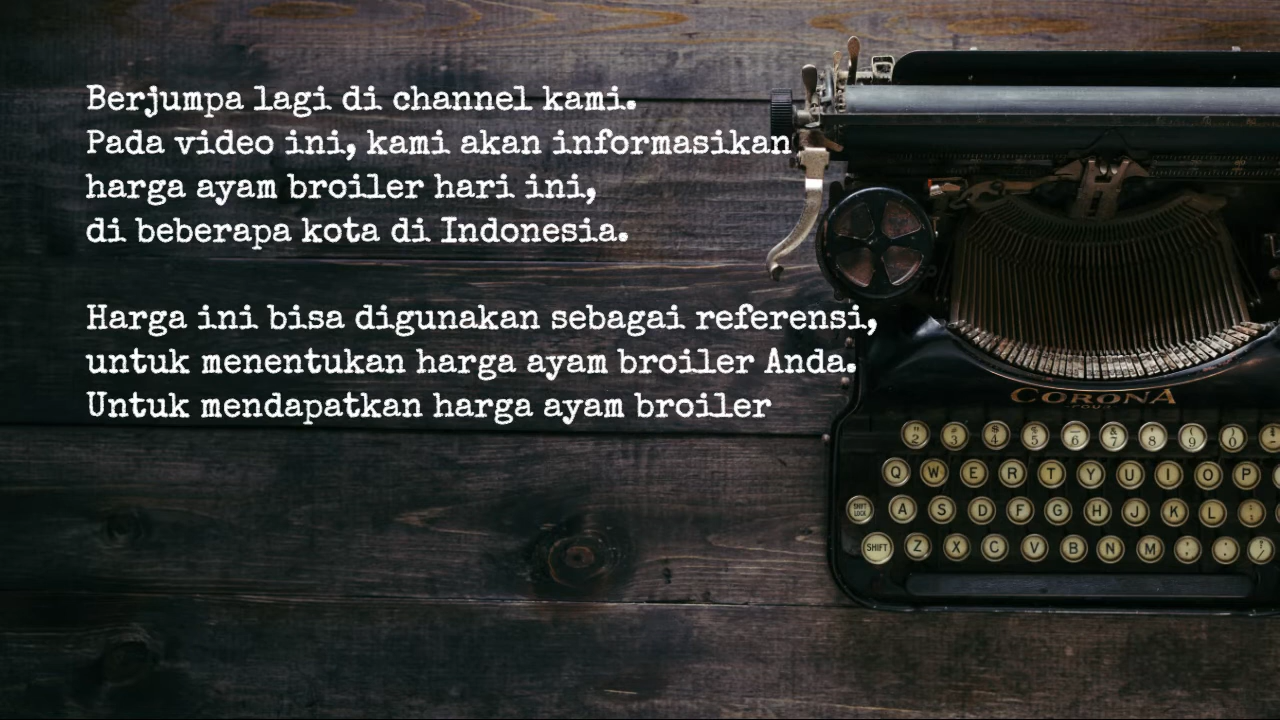 Berjumpa lagi di channel kami.
Pada video ini, kami akan informasikan
harga ayam broiler hari ini,
di beberapa kota di Indonesia.
Harga ini bisa digunakan sebagai referensi,
untuk menentukan harga ayam broiler Anda.
Untuk mendapatkan harga ayam broiler
CORONA
2 3 4 5 6 7 8 9 0
Q W E R T Y U I O P
SHIFT LOCK A S D F G H J K L
SHIFT Z X C V B N M